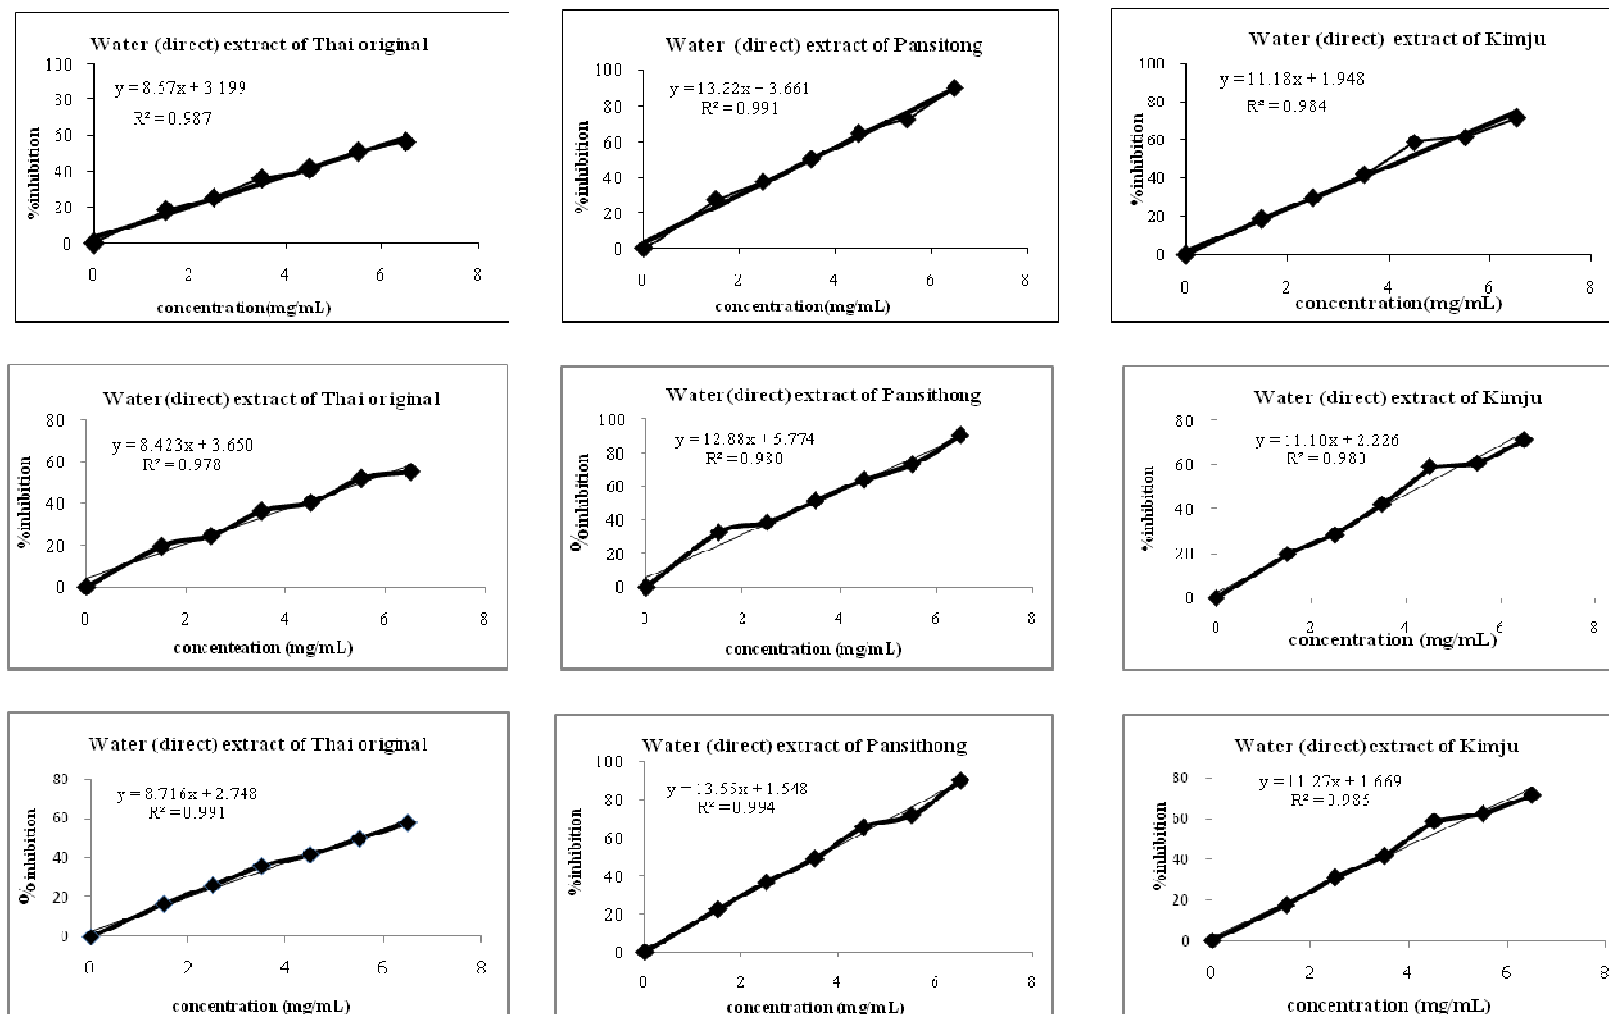 Water (direct) extract of Thai original
y = 8.57x + 3.199
R² = 0.987
100
80
60
40
20
0
%inhibition
0 2 4 6 8
concentration(mg/mL)
Water (direct) extract of Pansitong
y = 13.22x + 3.661
R² = 0.991
100
80
60
40
20
0
%inhibition
0 2 4 6 8
concentration(mg/mL)
Water (direct) extract of Kimju
y = 11.18x + 1.948
R² = 0.984
100
80
60
40
20
0
%inhibition
0 2 4 6 8
concentration(mg/mL)
Water (direct) extract of Thai original
y = 8.423x + 3.650
R² = 0.978
80
60
40
20
0
%inhibition
0 2 4 6 8
concenteation (mg/mL)
Water (direct) extract of Pansithong
y = 12.88x + 5.774
R² = 0.980
100
80
60
40
20
0
%inhibition
0 2 4 6 8
concentration (mg/mL)
Water (direct) extract of Kimju
y = 11.10x + 2.226
R² = 0.980
80
60
40
20
0
%inhibition
0 2 4 6 8
concentration (mg/mL)
Water (direct) extract of Thai original
y = 8.716x + 2.748
R² = 0.991
80
60
40
20
0
%inhibition
0 2 4 6 8
concentration (mg/mL)
Water (direct) extract of Pansithong
y = 13.55x + 1.548
R² = 0.994
100
80
60
40
20
0
%inhibition
0 2 4 6 8
concentration (mg/mL)
Water (direct) extract of Kimju
y = 11.27x + 1.669
R² = 0.985
80
60
40
20
0
%inhibition
0 2 4 6 8
concentration (mg/mL)